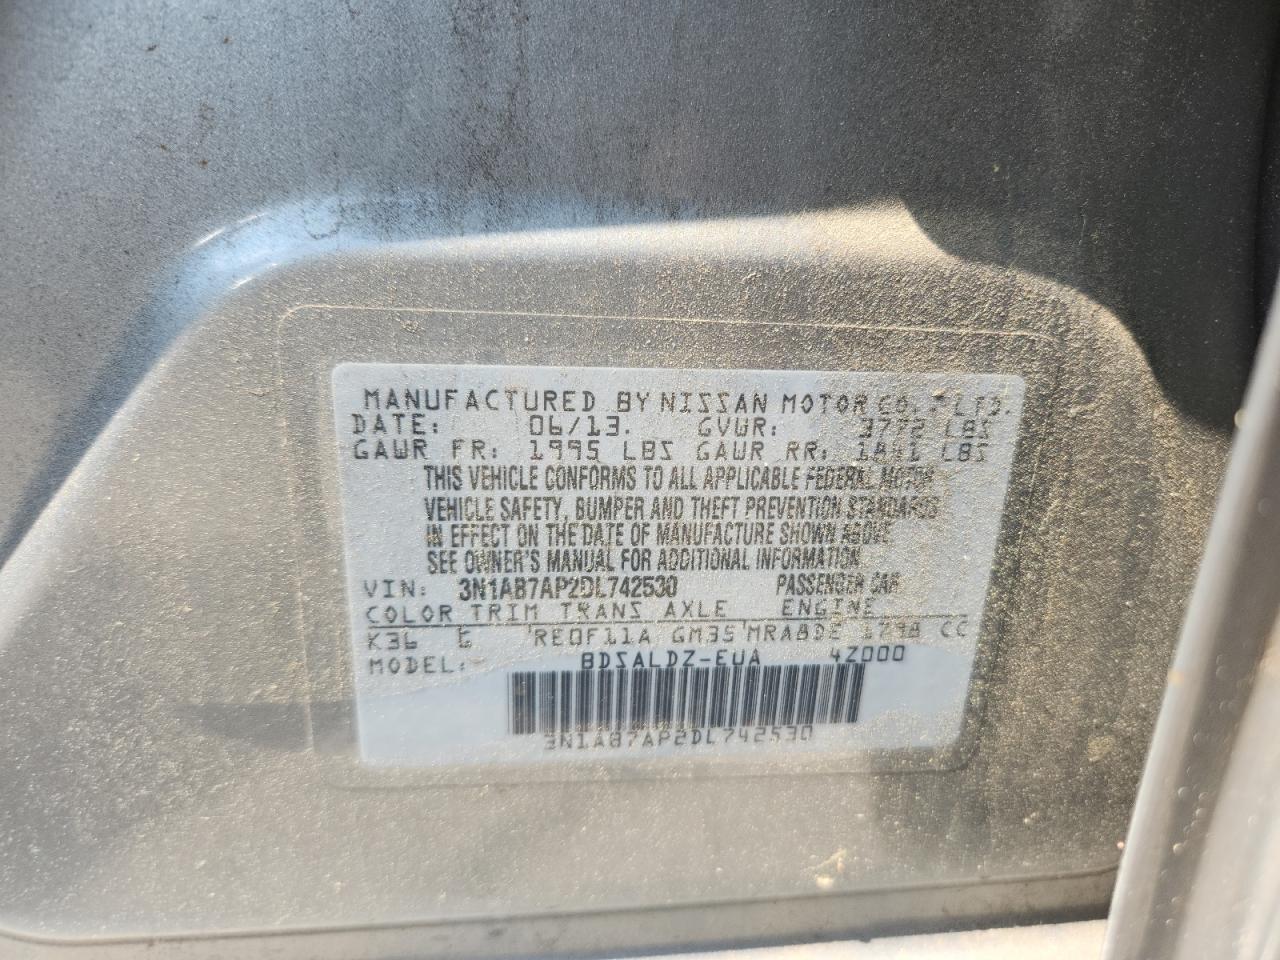 MANUFACTURED BY NISSAN MOTOR CO., LTD.
DATE: 06/13. GVWR: 3772 LBS
GAWR FR: 1995 LBS GAWR RR: 1841 LBS
THIS VEHICLE CONFORMS TO ALL APPLICABLE FEDERAL MOTOR
VEHICLE SAFETY, BUMPER AND THEFT PREVENTION STANDARDS
IN EFFECT ON THE DATE OF MANUFACTURE SHOWN ABOVE
SEE OWNER'S MANUAL FOR ADDITIONAL INFORMATION
VIN: 3N1AB7AP2DL742530 PASSENGER CAR
COLOR TRIM TRANS AXLE ENGINE
K36 RE0F11A GM35 MRA8DE 1798 CC
MODEL: BDSALDZ-EUA 4Z000
3N1AB7AP2DL742530